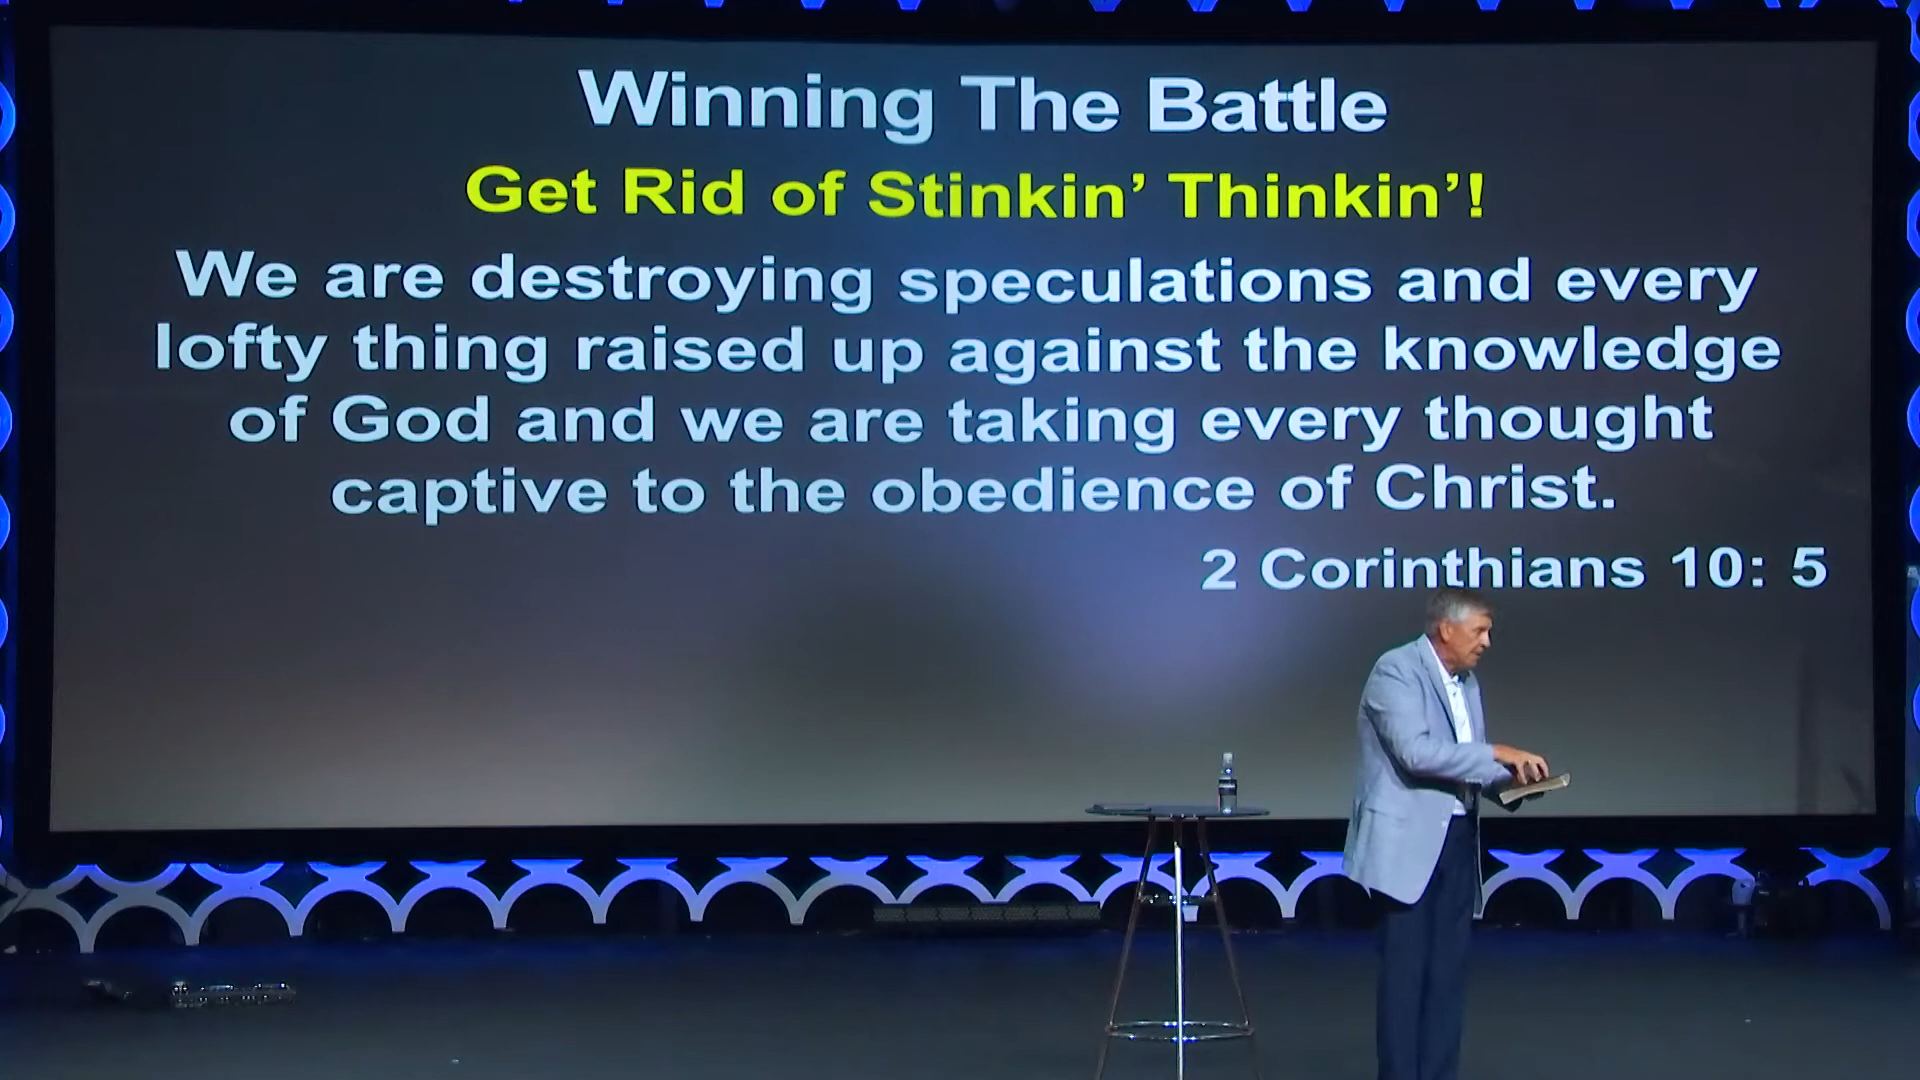 Winning The Battle
Get Rid of Stinkin’ Thinkin’!
We are destroying speculations and every
lofty thing raised up against the knowledge
of God and we are taking every thought
captive to the obedience of Christ.
2 Corinthians 10: 5